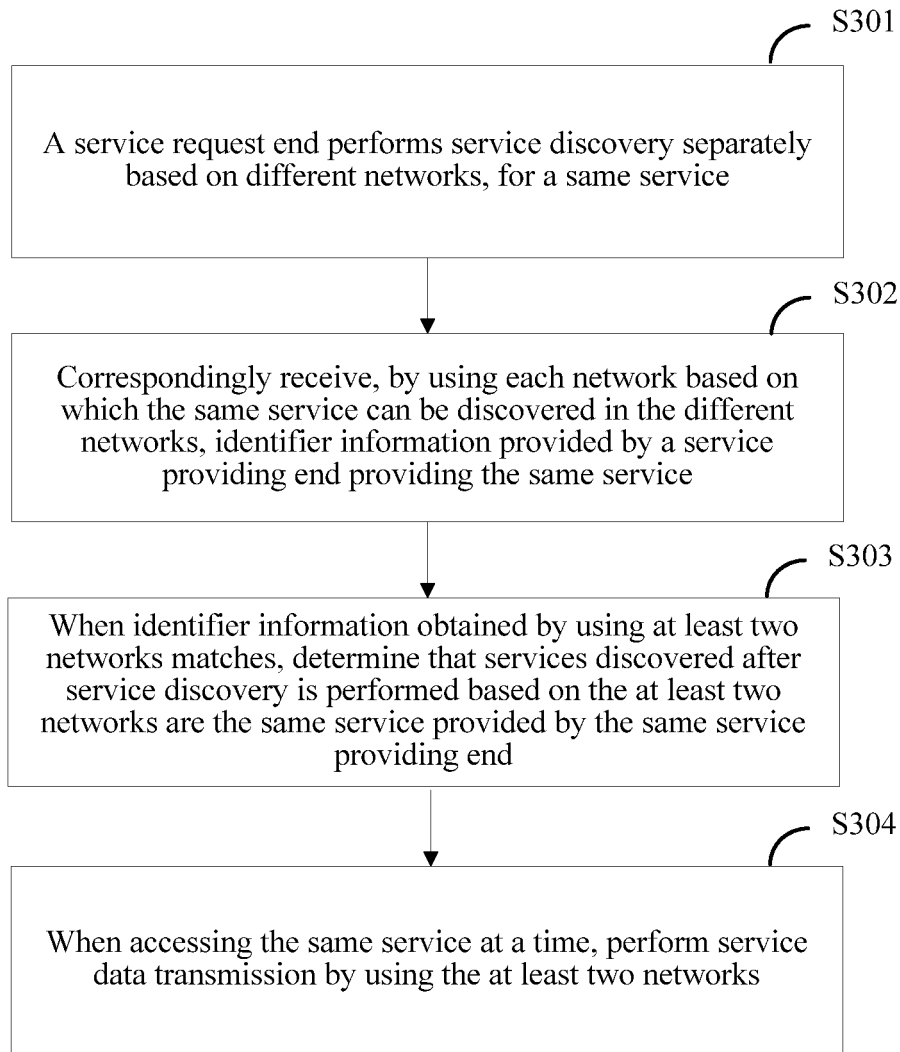 S301
A service request end performs service discovery separately
based on different networks, for a same service
S302
Correspondingly receive, by using each network based on
which the same service can be discovered in the different
networks, identifier information provided by a service
providing end providing the same service
S303
When identifier information obtained by using at least two
networks matches, determine that services discovered after
service discovery is performed based on the at least two
networks are the same service provided by the same service
providing end
S304
When accessing the same service at a time, perform service
data transmission by using the at least two networks